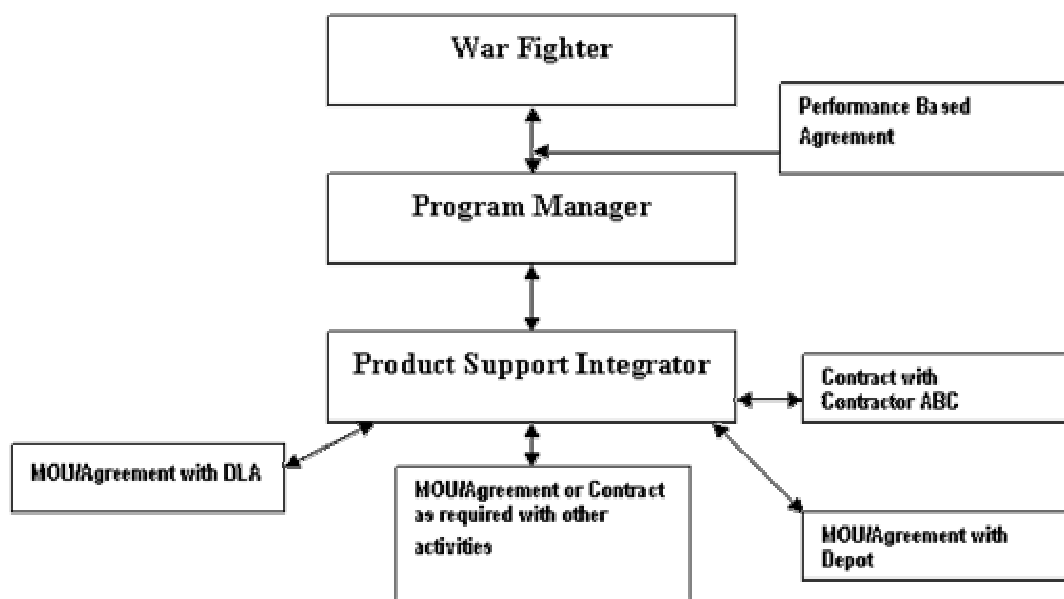 War Fighter
Performance Based
Agreement
Program Manager
Product Support Integrator
Contract with
Contractor ABC
MOU/Agreement with DLA
MOU/Agreement or Contract
as required with other
activities
MOU/Agreement with
Depot